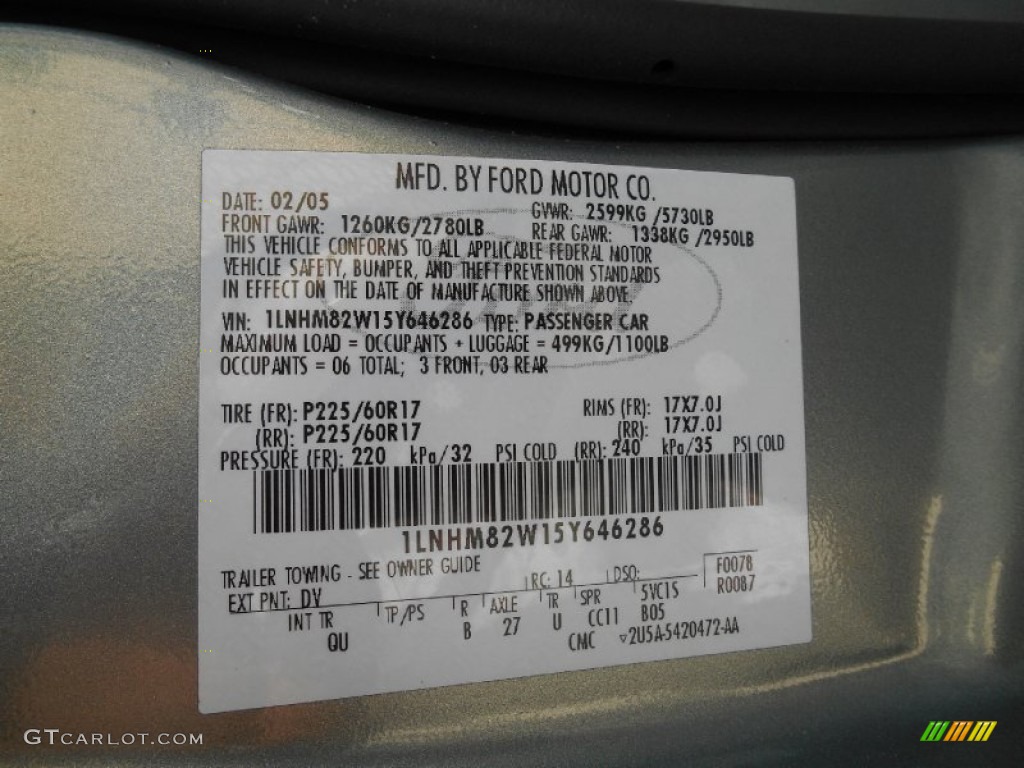 MFD. BY FORD MOTOR CO.
DATE: 02/05 GVWR: 2599KG /5730LB
FRONT GAWR: 1260KG/2780LB REAR GAWR: 1338KG /2950LB
THIS VEHICLE CONFORMS TO ALL APPLICABLE FEDERAL MOTOR
VEHICLE SAFETY, BUMPER, AND THEFT PREVENTION STANDARDS
IN EFFECT ON THE DATE OF MANUFACTURE SHOWN ABOVE.
VIN: 1LNHM82W15Y646286 TYPE: PASSENGER CAR
MAXIMUM LOAD = OCCUPANTS + LUGGAGE = 499KG/1100LB
OCCUPANTS = 06 TOTAL; 3 FRONT, 03 REAR
TIRE (FR): P225/60R17 RIMS (FR): 17X7.0J
(RR): P225/60R17 (RR): 17X7.0J
PRESSURE (FR): 220 kPa/32 PSI COLD (RR): 240 kPa/35 PSI COLD
1LNHM82W15Y646286
TRAILER TOWING - SEE OWNER GUIDE
EXT PNT: DV RC: 14 DSO: F0078
R0087
INT TR TP/PS R AXLE TR SPR 5VC15
QU B 27 U CC11 B05
CMC ▽2U5A-5420472-AA
GTCARLOT.COM